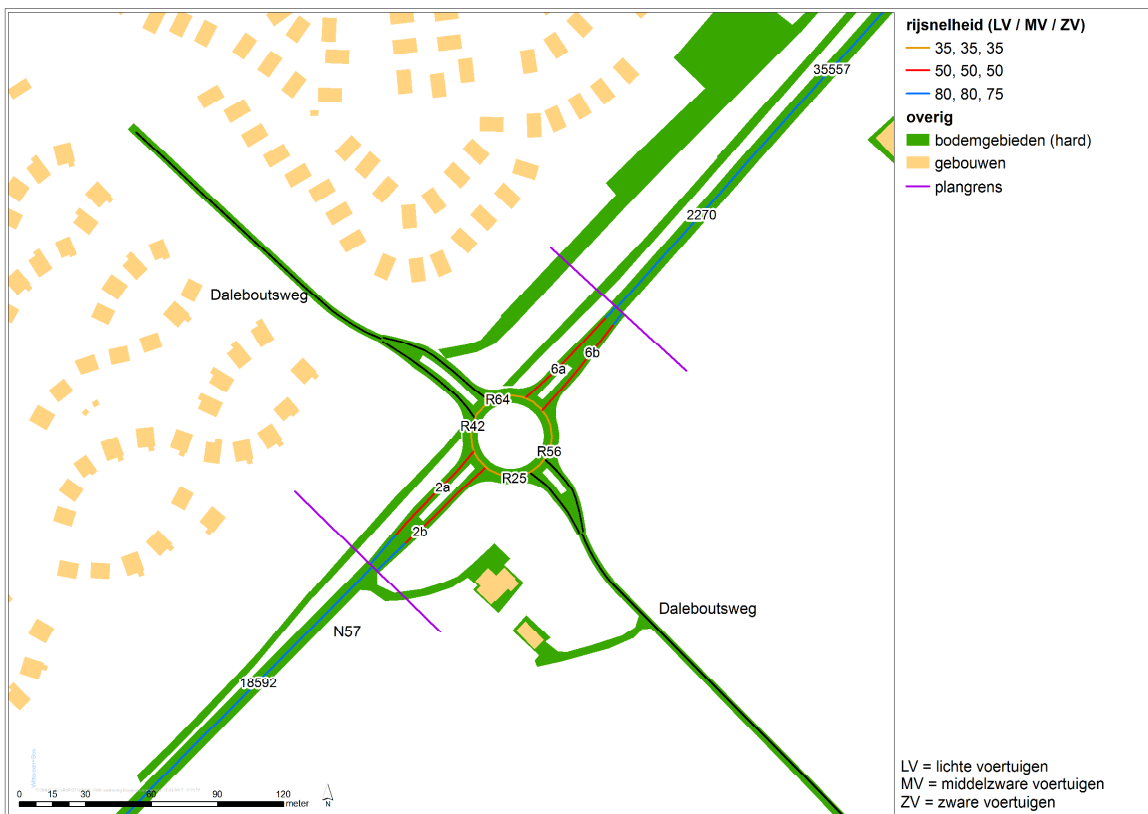 rijsnelheid (LV / MV / ZV)
35, 35, 35
50, 50, 50
80, 80, 75
overig
bodemgebieden (hard)
gebouwen
plangrens
35557
2270
Daleboutsweg
6b
6a
R64
R42
R56
R25
2a
2b
Daleboutsweg
N57
18592
LV = lichte voertuigen
MV = middelzware voertuigen
ZV = zware voertuigen
0 15 30 60 90 120
meter
N